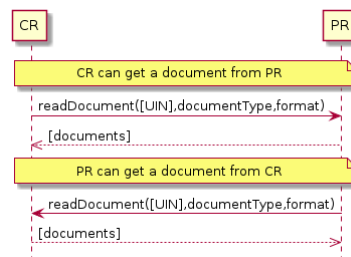 CR PR
CR can get a document from PR
readDocument([UIN],documentType,format)
[documents]
PR can get a document from CR
readDocument([UIN],documentType,format)
[documents]